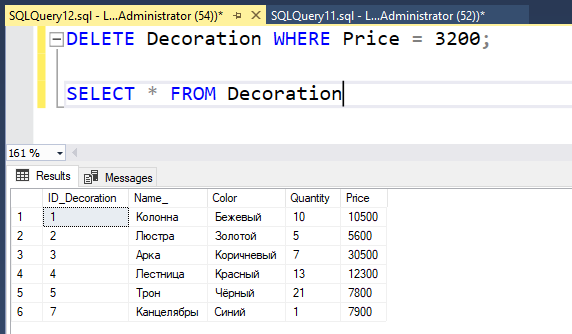 SQLQuery12.sql - L...Administrator (54))* SQLQuery11.sql - L...Administrator (52))*
DELETE Decoration WHERE Price = 3200;
SELECT * FROM Decoration
161 %
Results Messages
ID_Decoration Name_ Color Quantity Price
1 1 Колонна Бежевый 10 10500
2 2 Люстра Золотой 5 5600
3 3 Арка Коричневый 7 30500
4 4 Лестница Красный 13 12300
5 5 Трон Чёрный 21 7800
6 7 Канцелябры Синий 1 7900